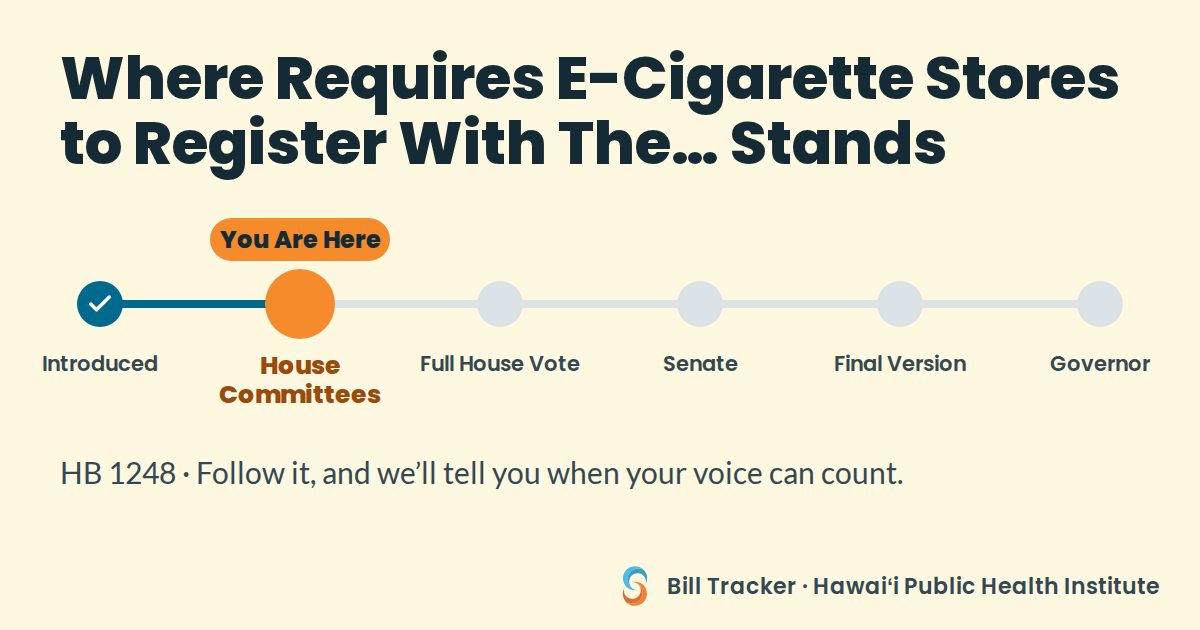 Where Requires E-Cigarette Stores
to Register With The... Stands
You Are Here
Introduced
House
Committees
Full House Vote
Senate
Final Version
Governor
HB 1248 · Follow it, and we’ll tell you when your voice can count.
Bill Tracker · Hawaiʻi Public Health Institute